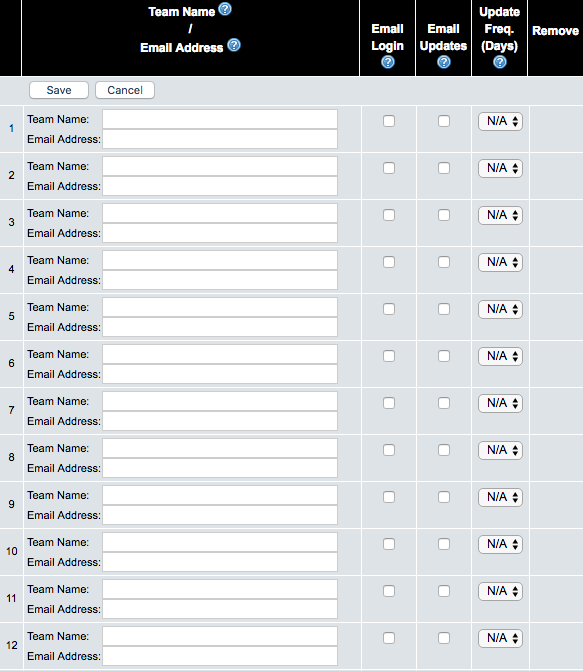 Team Name ?
/
Email Address ?
Email
Login
?
Email
Updates
?
Update
Freq.
(Days)
?
Remove
Save Cancel
1 Team Name: N/A
Email Address:
2 Team Name: N/A
Email Address:
3 Team Name: N/A
Email Address:
4 Team Name: N/A
Email Address:
5 Team Name: N/A
Email Address:
6 Team Name: N/A
Email Address:
7 Team Name: N/A
Email Address:
8 Team Name: N/A
Email Address:
9 Team Name: N/A
Email Address:
10 Team Name: N/A
Email Address:
11 Team Name: N/A
Email Address:
12 Team Name: N/A
Email Address: